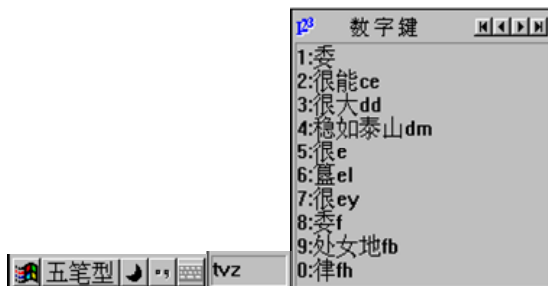 数字鍵
1:委
2:很能ce
3:很大dd
4:稳如泰山dm
5:很e
6:簋el
7:很ey
8:委f
9:处女地fb
0:律fh
五笔型
tvz